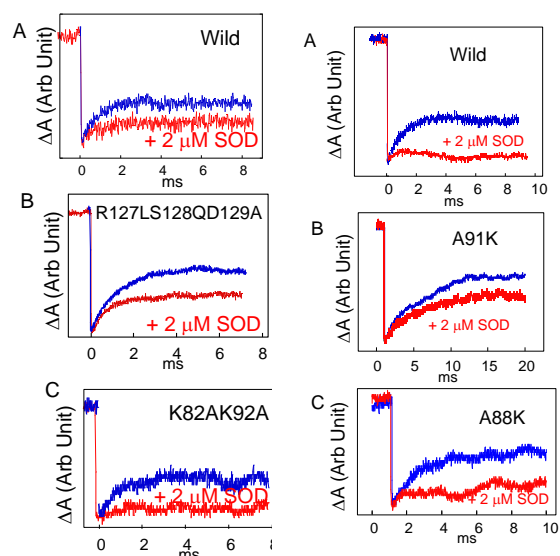 A
Wild
ΔA (Arb Unit)
+ 2 μM SOD
0 2 4 6 8
ms
B
R127LS128QD129A
ΔA (Arb Unit)
+ 2 μM SOD
0 2 4 6 8
ms
C
K82AK92A
ΔA (Arb Unit)
+ 2 μM SOD
0 2 4 6 8
ms
A
Wild
ΔA (Arb Unit)
+ 2 μM SOD
0 2 4 6 8 10
ms
B
A91K
ΔA (Arb Unit)
+ 2 μM SOD
0 5 10 15 20
ms
C
A88K
ΔA (Arb Unit)
+ 2 μM SOD
0 2 4 6 8 10
ms